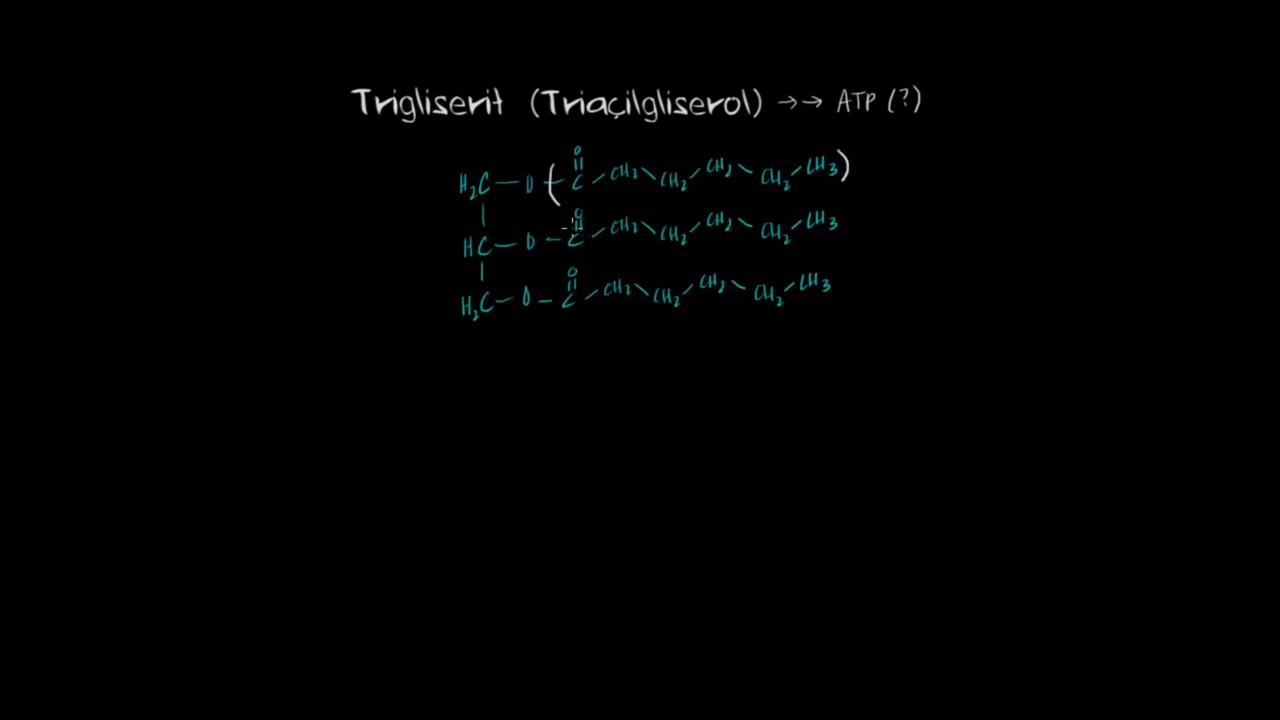 Trigliserit (Triaçilgliserol) →→ ATP (?)
O
H₂C — O — ( C / CH₂ \ CH₂ / CH₂ \ CH₂ / CH₃ )
O
HC — O — C / CH₂ \ CH₂ / CH₂ \ CH₂ / CH₃
O
H₂C — O — C / CH₂ \ CH₂ / CH₂ \ CH₂ / CH₃